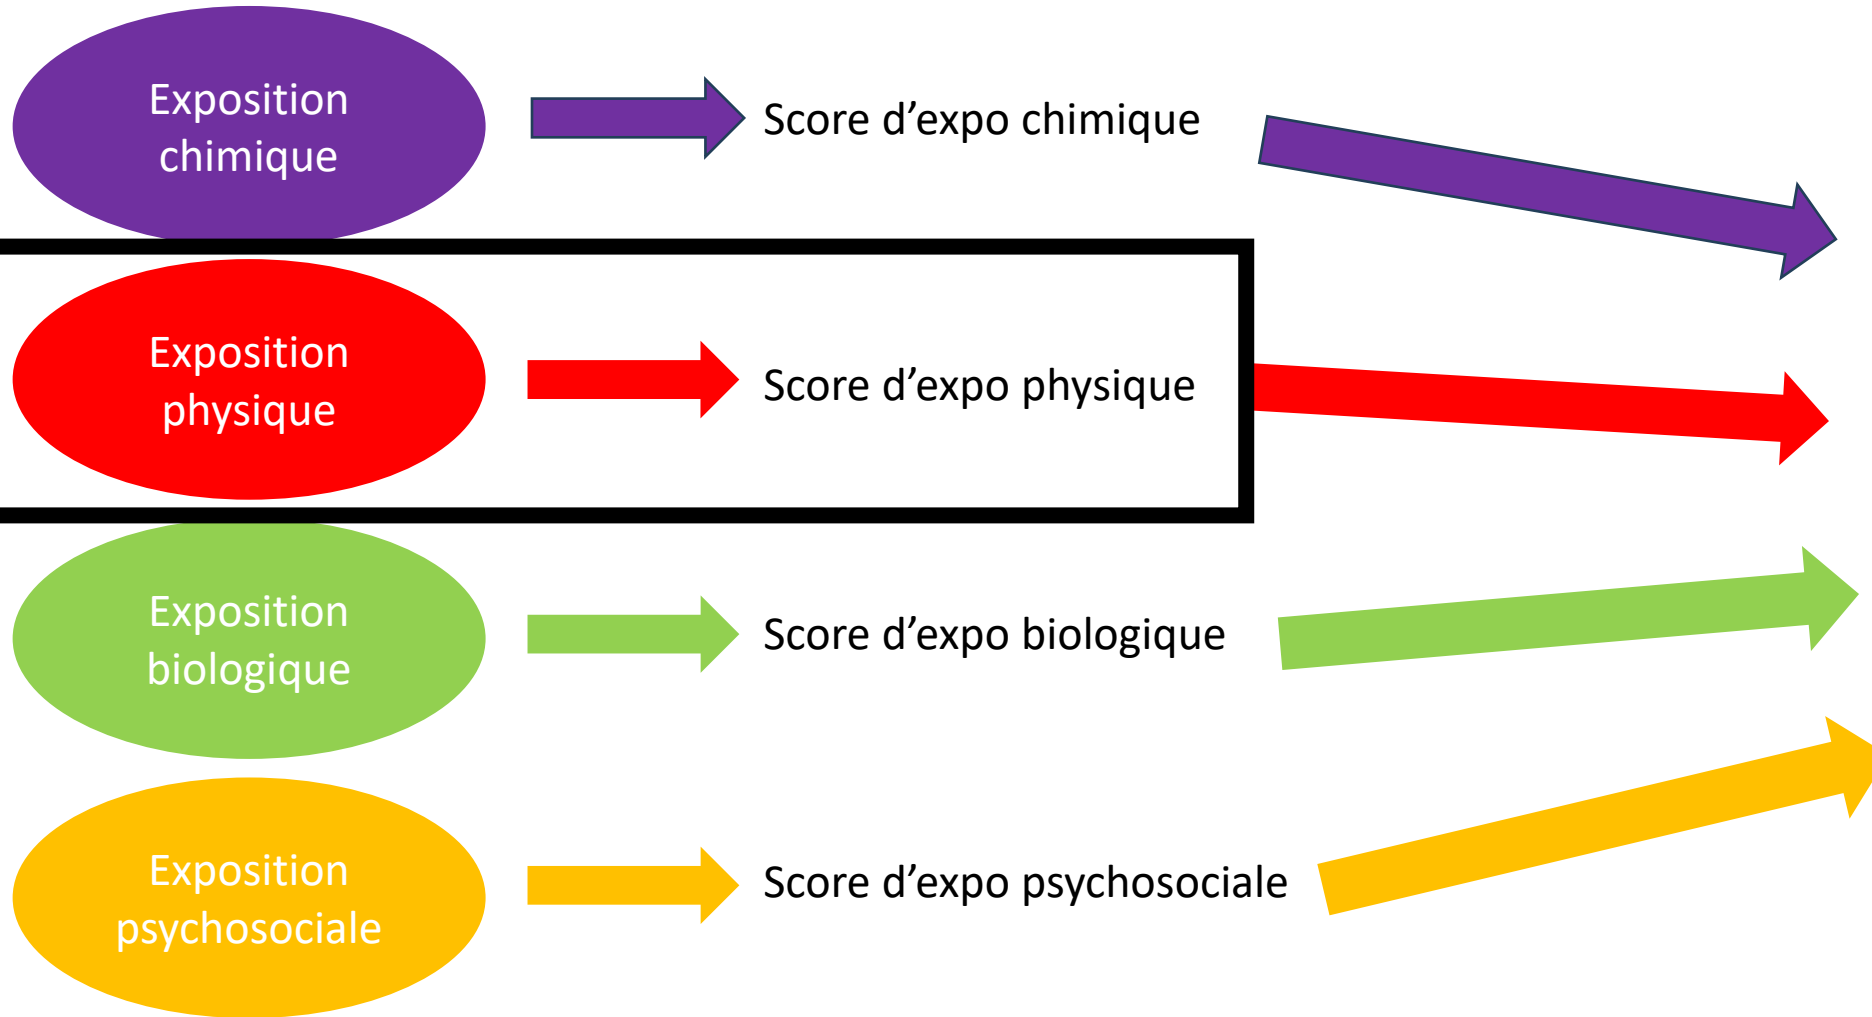 Exposition
chimique
Score d’expo chimique
Exposition
physique
Score d’expo physique
Exposition
biologique
Score d’expo biologique
Exposition
psychosociale
Score d’expo psychosociale